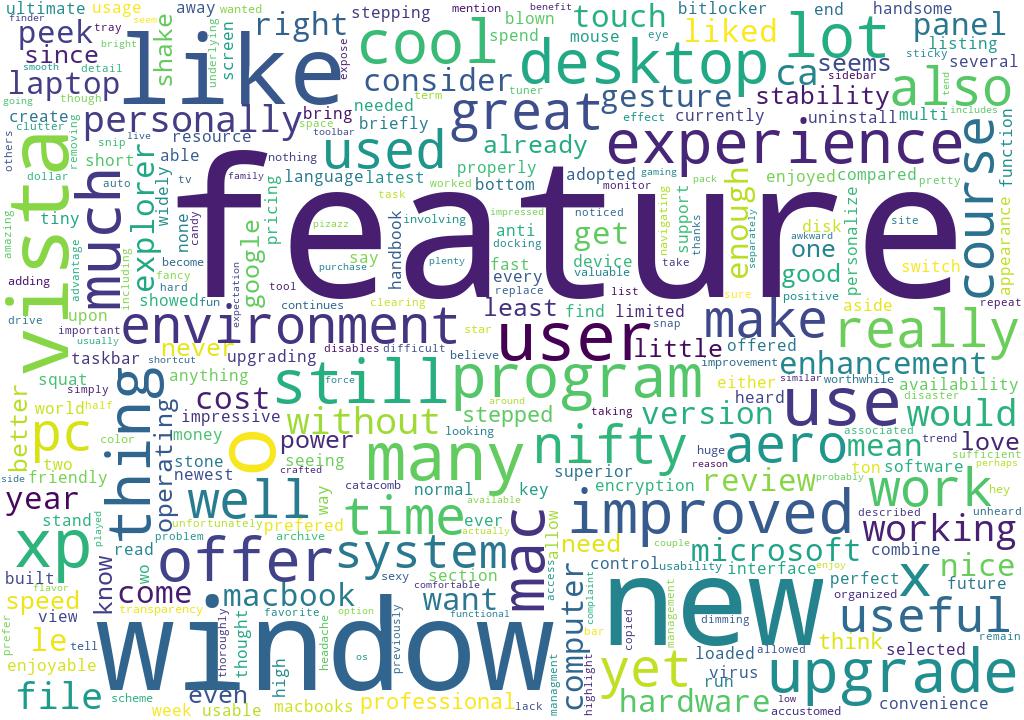 ultimate
finder
usage
away
bitlocker
end
handsome
tray
mention
benefit
peek
like
right
stepping
blown
spend
mouse
eye
touch
liked
lot
panel
since
shake
underlying
screen
expose
cool
desktop
listing
several
laptop
bright
smooth
detail
consider
ca
seems
sticky
sidebar
going
though
bring
needed
term
tuner
gesture
stability
also
create
personally
space
great
effect
currently
uninstall
multi
tend
others
clutter
removing
resource
toolbar
briefly
already
experience
includes
function
vista
snip
live
able
nothing
used
properly
adopted
monitor
gaming
pack
enjoyed
compared
pretty
course
dollar
short
auto
tv
family
language
latest
bottom
device
noticed
site
much
explorer
widely
none
candy
feature
task
worked
impressed
navigating
support
take
thanks
enough
separately
disk
awkward
personalize
appearance
tiny
pizazz
handbook
involving
anti
docking
get
one
amazing
advantage
including
become
google
pricing
say
plenty
fast
valuable
good
switch
adding
fancy
hard
showed
fun
expectation
purchase
tool
clearing
every
replace
list
sure
positive
drive
upon
continues
least
find
limited
aside
repeat
important
usually
environment
star
user
snap
make
really
taskbar
never
upgrading
disables
difficult
believe
little
offered
squat
simply
shortcut
anything
still
force
program
improvement
similar
worthwhile
enhancement
better
world
half
thing
cost
around
taking
either
heard
use
disaster
availability
pc
color
operating
money
impressive
without
looking
stepped
version
associated
would
two
o
power
many
nifty
aero
mean
trend
love
side
friendly
stone
seeing
crafted
huge
reason
probably
sufficient
perhaps
year
newest
catacomb
superior
encryption
review
ton
software
hey
well
way
normal
key
work
stand
played
unfortunately
prefered
time
available
ever
mac
improved
described
unheard
xp
problem
archive
actually
allow
working
read
offer
system
need
couple
microsoft
combine
nice
built
know
wo
sexy
section
access
control
usability
interface
enjoy
perfect
future
flavor
come
macbook
comfortable
want
computer
complaint
new
x
organized
speed
transparency
favorite
option
functional
useful
view
thoroughly
thought
headache
previously
bar
copied
management
dimming
remain
prefer
le
tell
window
highlight
yet
loaded
allowed
think
selected
enjoyable
os
managment
virus
run
upgrade
file
scheme
even
high
hardware
low
convenience
week
usable
macbooks
professional
lack
accustomed